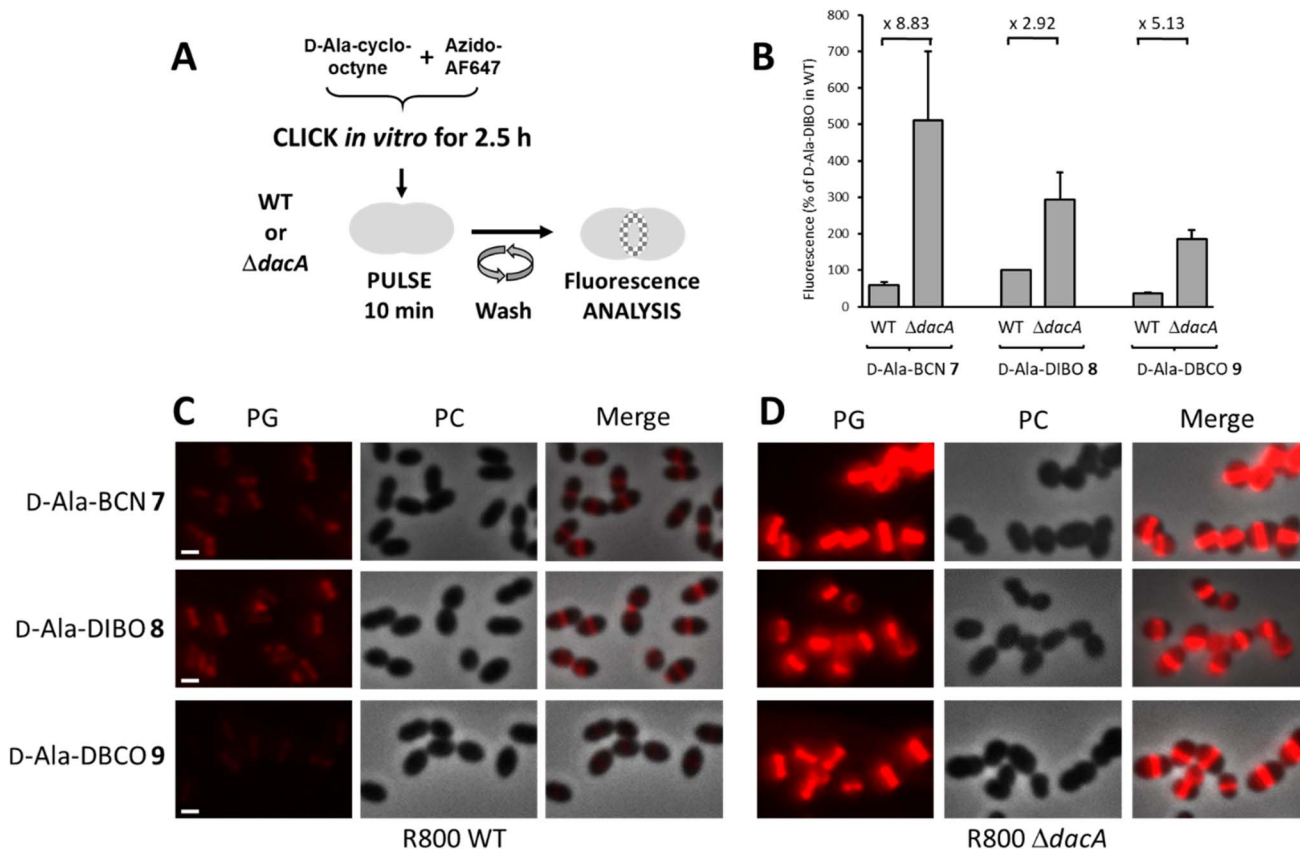 A
D-Ala-cyclo-
octyne
+
Azido-
AF647
CLICK in vitro for 2.5 h
WT
or
ΔdacA
PULSE
10 min
Wash
Fluorescence
ANALYSIS
B
x 8.83
x 2.92
x 5.13
Fluorescence (% of D-Ala-DIBO in WT)
800
700
600
500
400
300
200
100
0
WT ΔdacA
WT ΔdacA
WT ΔdacA
D-Ala-BCN 7
D-Ala-DIBO 8
D-Ala-DBCO 9
C
PG
PC
Merge
D-Ala-BCN 7
D-Ala-DIBO 8
D-Ala-DBCO 9
R800 WT
D
PG
PC
Merge
R800 ΔdacA